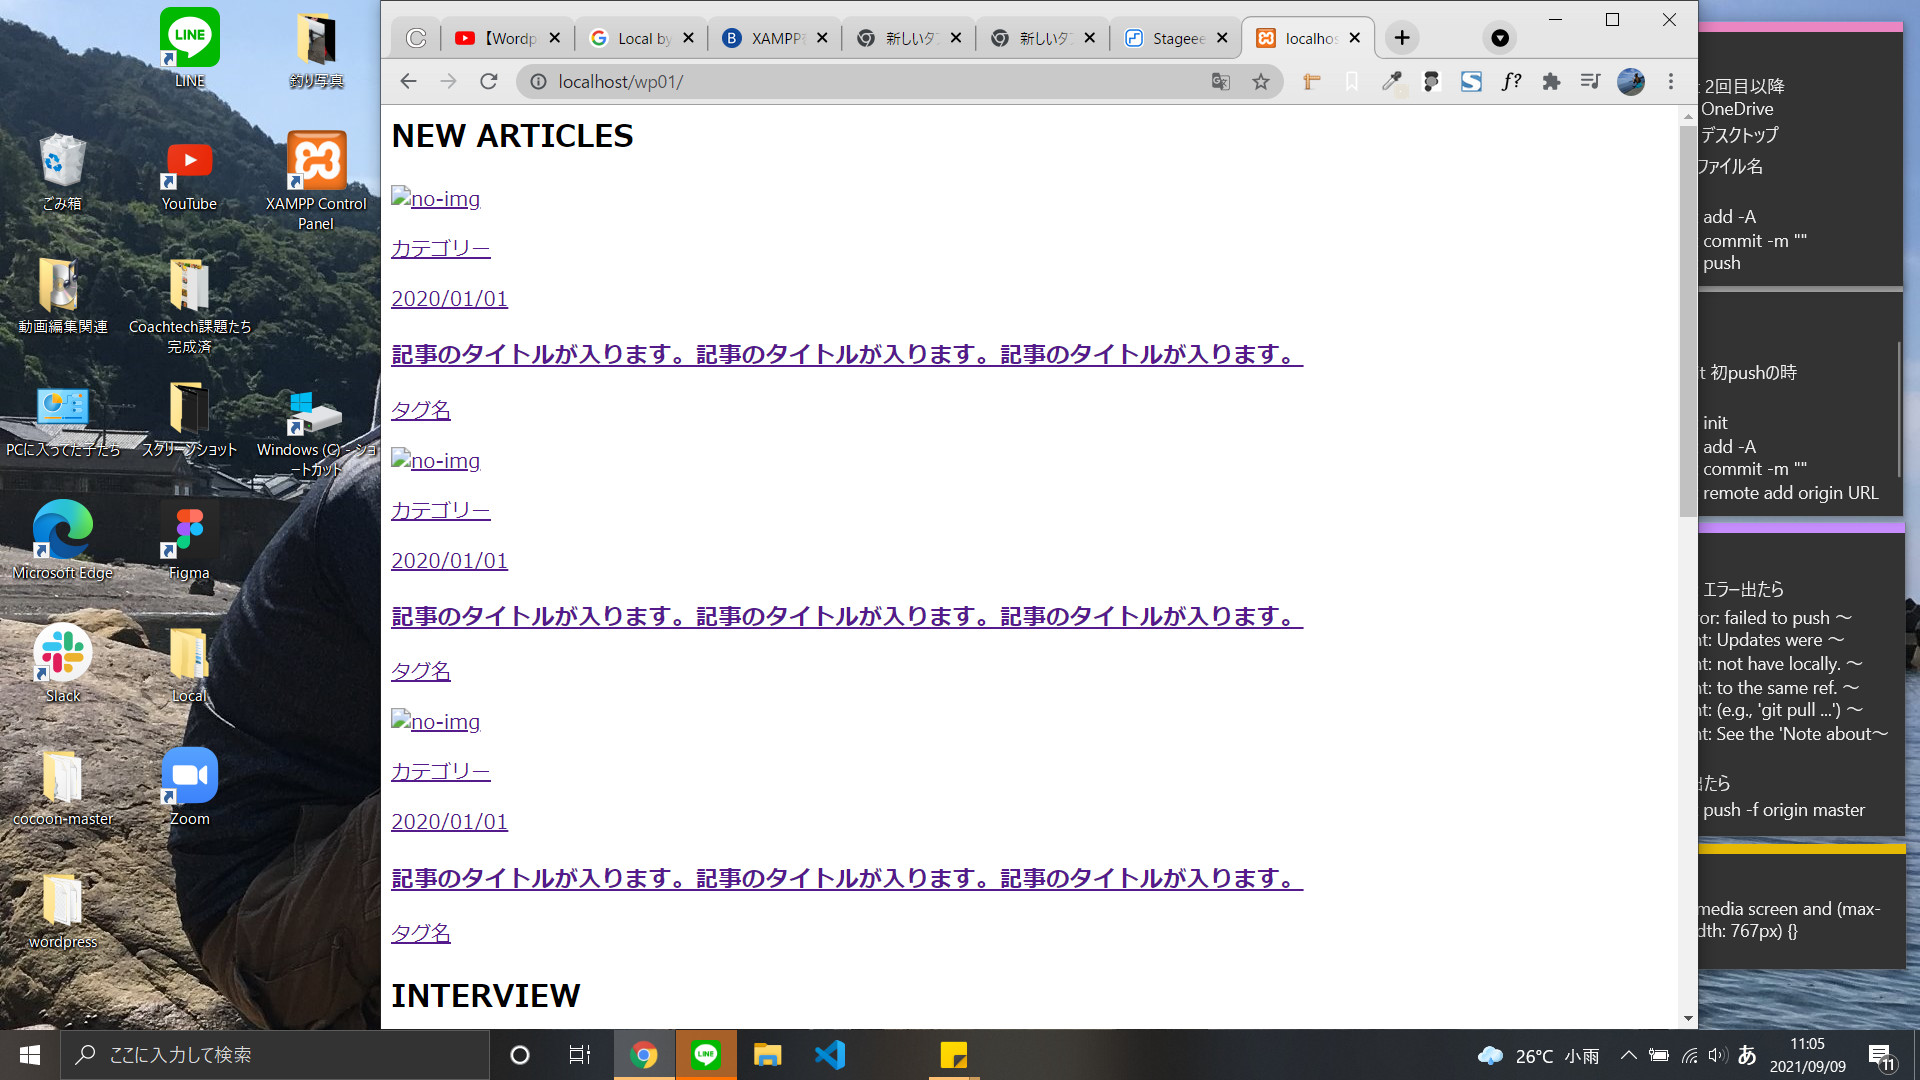 LINE
釣り写真
ごみ箱
YouTube
XAMPP Control
Panel
動画編集関連
Coachtech課題たち
完成済
PCに入ってた子たち
スクリーンショット
Windows (C) - ショ
ートカット
Microsoft Edge
Figma
Slack
Local
cocoon-master
Zoom
wordpress
【Wordp
Local by
XAMPPを
新しいタブ
新しいタブ
Stageee
localhos
localhost/wp01/
NEW ARTICLES
no-img
カテゴリー
2020/01/01
記事のタイトルが入ります。記事のタイトルが入ります。記事のタイトルが入ります。
タグ名
no-img
カテゴリー
2020/01/01
記事のタイトルが入ります。記事のタイトルが入ります。記事のタイトルが入ります。
タグ名
no-img
カテゴリー
2020/01/01
記事のタイトルが入ります。記事のタイトルが入ります。記事のタイトルが入ります。
タグ名
INTERVIEW
2回目以降
OneDrive
デスクトップ
ファイル名
add -A
commit -m ""
push
t 初pushの時
init
add -A
commit -m ""
remote add origin URL
エラー出たら
ror: failed to push ～
nt: Updates were ～
nt: not have locally. ～
nt: to the same ref. ～
nt: (e.g., 'git pull ...') ～
nt: See the 'Note about～
出たら
push -f origin master
media screen and (max-
dth: 767px) {}
ここに入力して検索
26°C 小雨
あ
11:05
2021/09/09
11